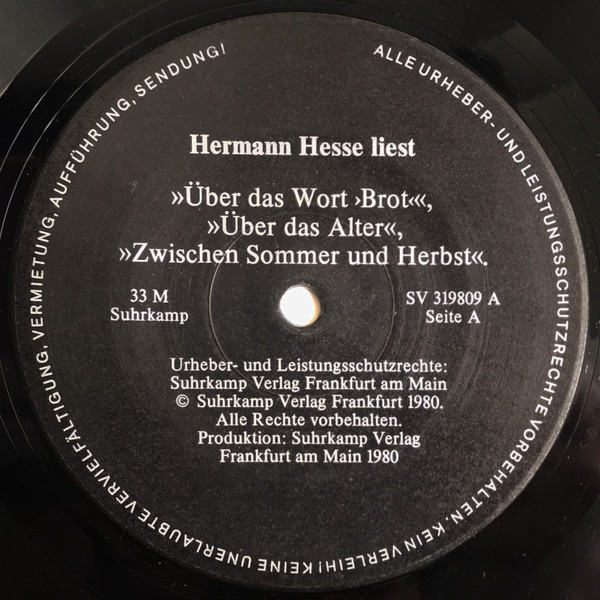 ALLE URHEBER- UND LEISTUNGSSCHUTZRECHTE VORBEHALTEN. KEIN VERLEIH! KEINE UNERLAUBTE VERVIELFÄLTIGUNG, VERMIETUNG, AUFFÜHRUNG, SENDUNG!
Hermann Hesse liest
»Über das Wort ›Brot‹«,
»Über das Alter«,
»Zwischen Sommer und Herbst«.
33 M SV 319809 A
Suhrkamp Seite A
Urheber- und Leistungsschutzrechte:
Suhrkamp Verlag Frankfurt am Main
© Suhrkamp Verlag Frankfurt 1980.
Alle Rechte vorbehalten.
Produktion: Suhrkamp Verlag
Frankfurt am Main 1980